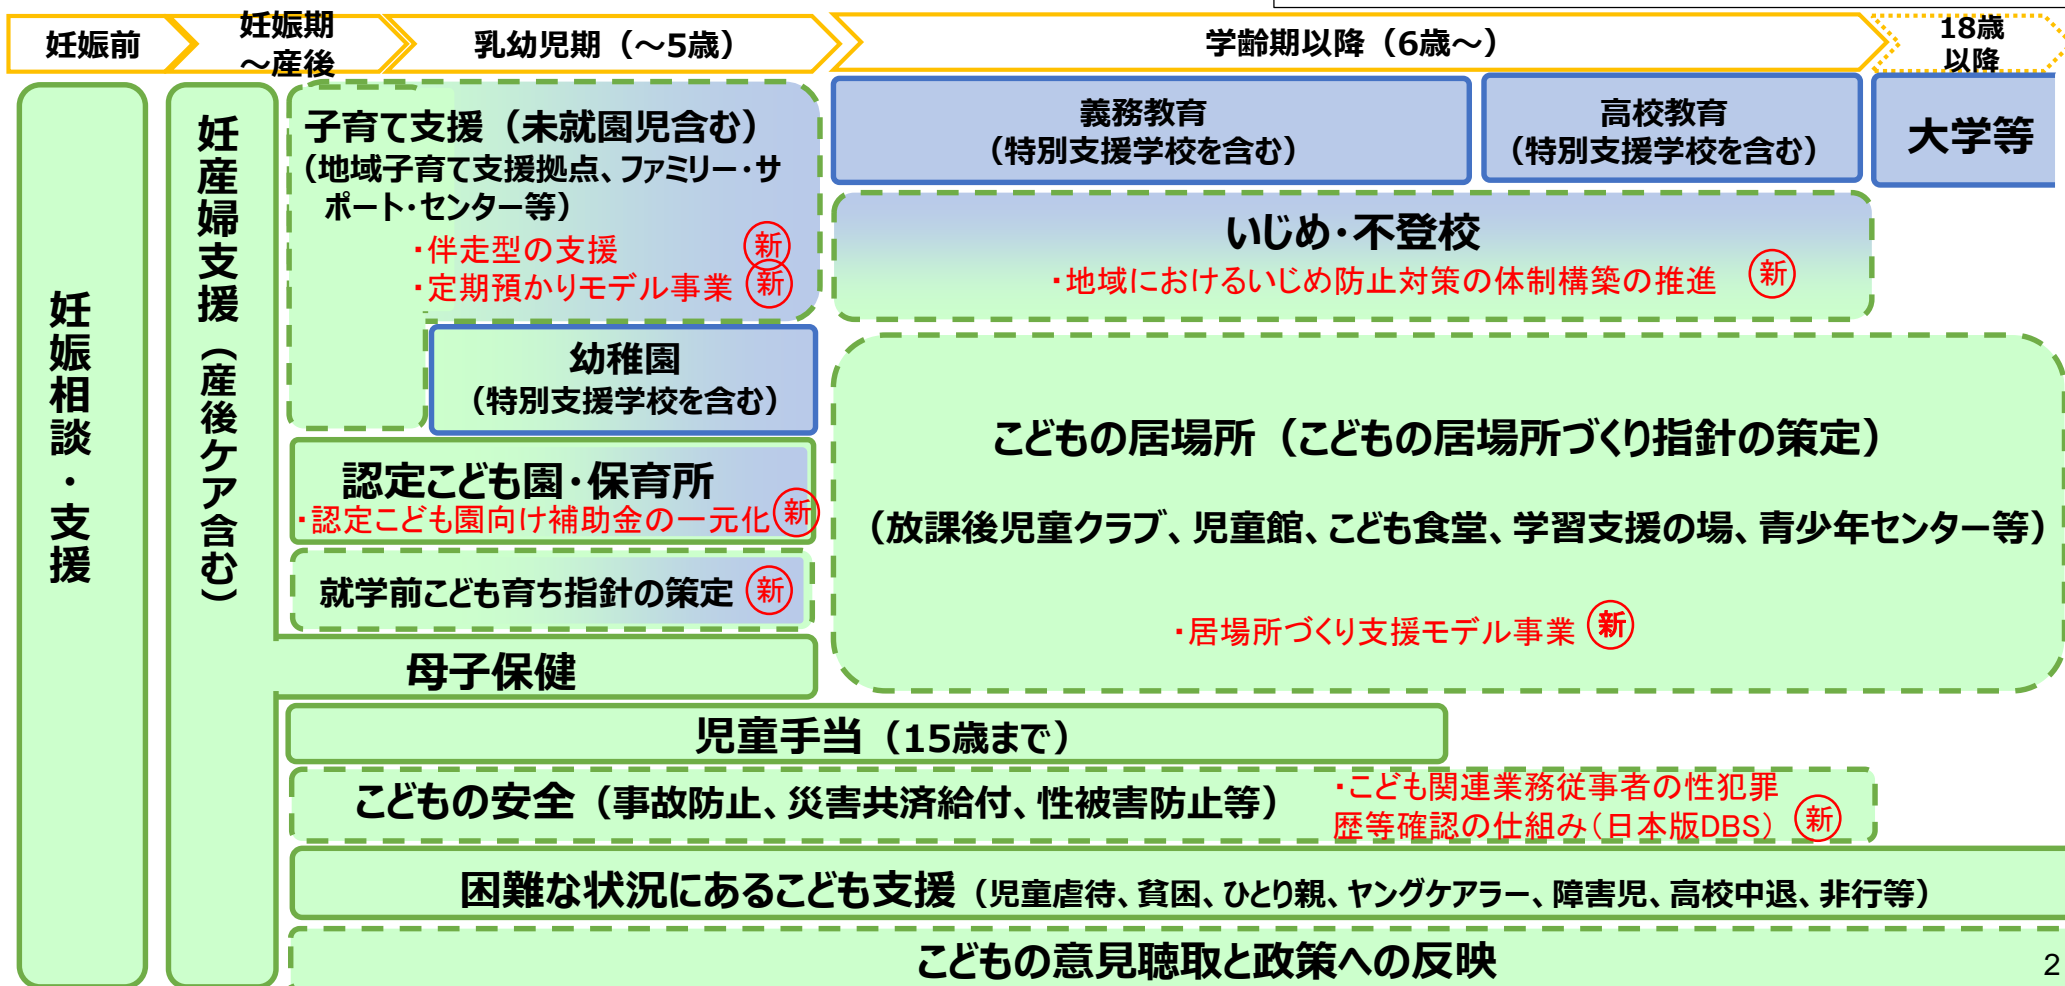 妊娠前
妊娠期
～産後
乳幼児期（～5歳）
学齢期以降（6歳～）
18歳
以降
妊娠相談・支援
妊産婦支援（産後ケア含む）
子育て支援（未就園児含む）
（地域子育て支援拠点、ファミリー・サ
ポート・センター等）
・伴走型の支援 新
・定期預かりモデル事業 新
幼稚園
（特別支援学校を含む）
認定こども園・保育所
・認定こども園向け補助金の一元化 新
就学前こども育ち指針の策定 新
母子保健
義務教育
（特別支援学校を含む）
高校教育
（特別支援学校を含む）
大学等
いじめ・不登校
・地域におけるいじめ防止対策の体制構築の推進 新
こどもの居場所（こどもの居場所づくり指針の策定）
（放課後児童クラブ、児童館、こども食堂、学習支援の場、青少年センター等）
・居場所づくり支援モデル事業 新
児童手当（15歳まで）
こどもの安全（事故防止、災害共済給付、性被害防止等）
・こども関連業務従事者の性犯罪
歴等確認の仕組み（日本版DBS） 新
困難な状況にあるこども支援（児童虐待、貧困、ひとり親、ヤングケアラー、障害児、高校中退、非行等）
こどもの意見聴取と政策への反映
2